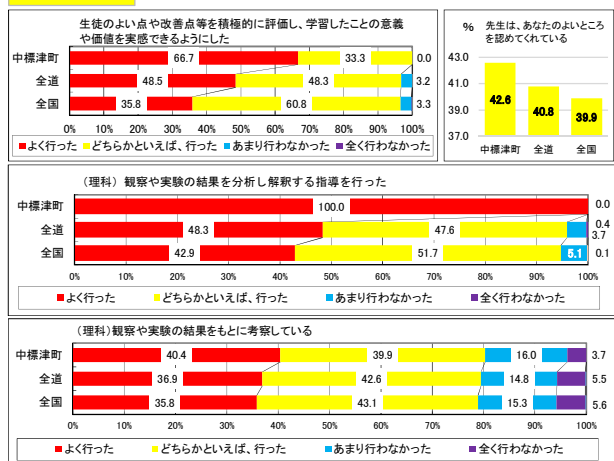 生徒のよい点や改善点等を積極的に評価し、学習したことの意義
や価値を実感できるようにした
中標津町 66.7 33.3 0.0
全道 48.5 48.3 3.2
全国 35.8 60.8 3.3
0% 10% 20% 30% 40% 50% 60% 70% 80% 90% 100%
■よく行った ■どちらかといえば、行った ■あまり行わなかった ■全く行わなかった
% 先生は、あなたのよいところ
を認めてくれている
43.0
41.0
39.0
37.0
42.6 40.8 39.9
中標津町 全道 全国
(理科) 観察や実験の結果を分析し解釈する指導を行った
中標津町 100.0 0.0
全道 48.3 47.6 0.4
3.7
全国 42.9 51.7 5.1 0.1
0% 10% 20% 30% 40% 50% 60% 70% 80% 90% 100%
■よく行った ■どちらかといえば、行った ■あまり行わなかった ■全く行わなかった
(理科)観察や実験の結果をもとに考察している
中標津町 40.4 39.9 16.0 3.7
全道 36.9 42.6 14.8 5.5
全国 35.8 43.1 15.3 5.6
0% 10% 20% 30% 40% 50% 60% 70% 80% 90% 100%
■よく行った ■どちらかといえば、行った ■あまり行わなかった ■全く行わなかった